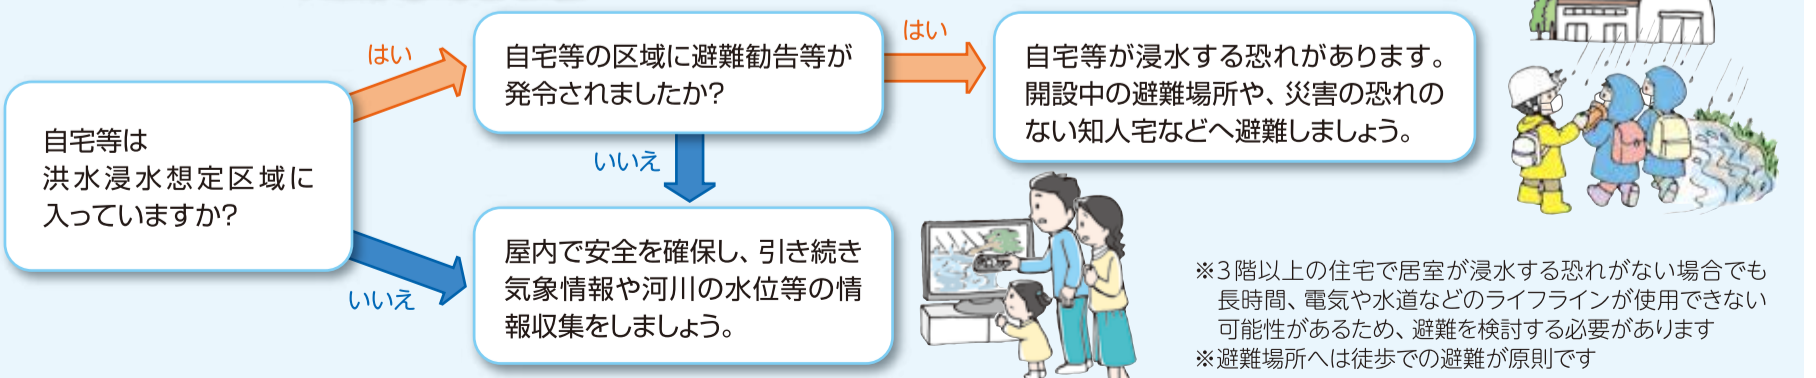 自宅等は
洪水浸水想定区域に
入っていますか?
はい
自宅等の区域に避難勧告等が
発令されましたか?
はい
自宅等が浸水する恐れがあります。
開設中の避難場所や、災害の恐れの
ない知人宅などへ避難しましょう。
いいえ
いいえ
屋内で安全を確保し、引き続き
気象情報や河川の水位等の情
報収集をしましょう。
※3階以上の住宅で居室が浸水する恐れがない場合でも
長時間、電気や水道などのライフラインが使用できない
可能性があるため、避難を検討する必要があります
※避難場所へは徒歩での避難が原則です